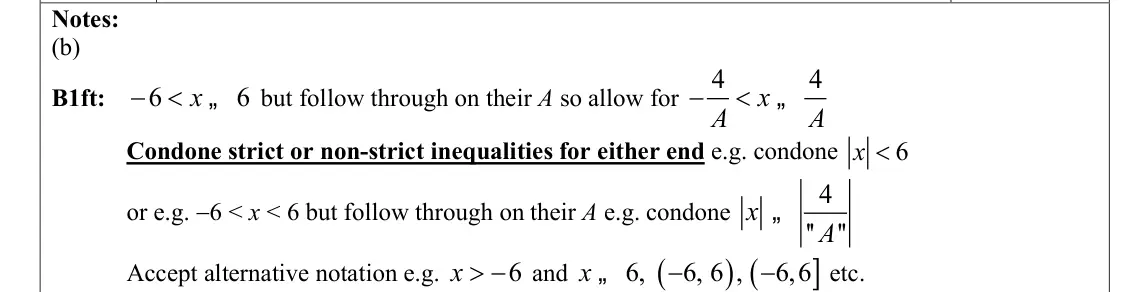 Notes:
(b)
B1ft: −6 < x „ 6 but follow through on their A so allow for −4/A < x „ 4/A
Condone strict or non-strict inequalities for either end e.g. condone |x| < 6
or e.g. –6 < x < 6 but follow through on their A e.g. condone |x| „ |4/"A"|
Accept alternative notation e.g. x > −6 and x „ 6, (−6, 6), (−6,6] etc.